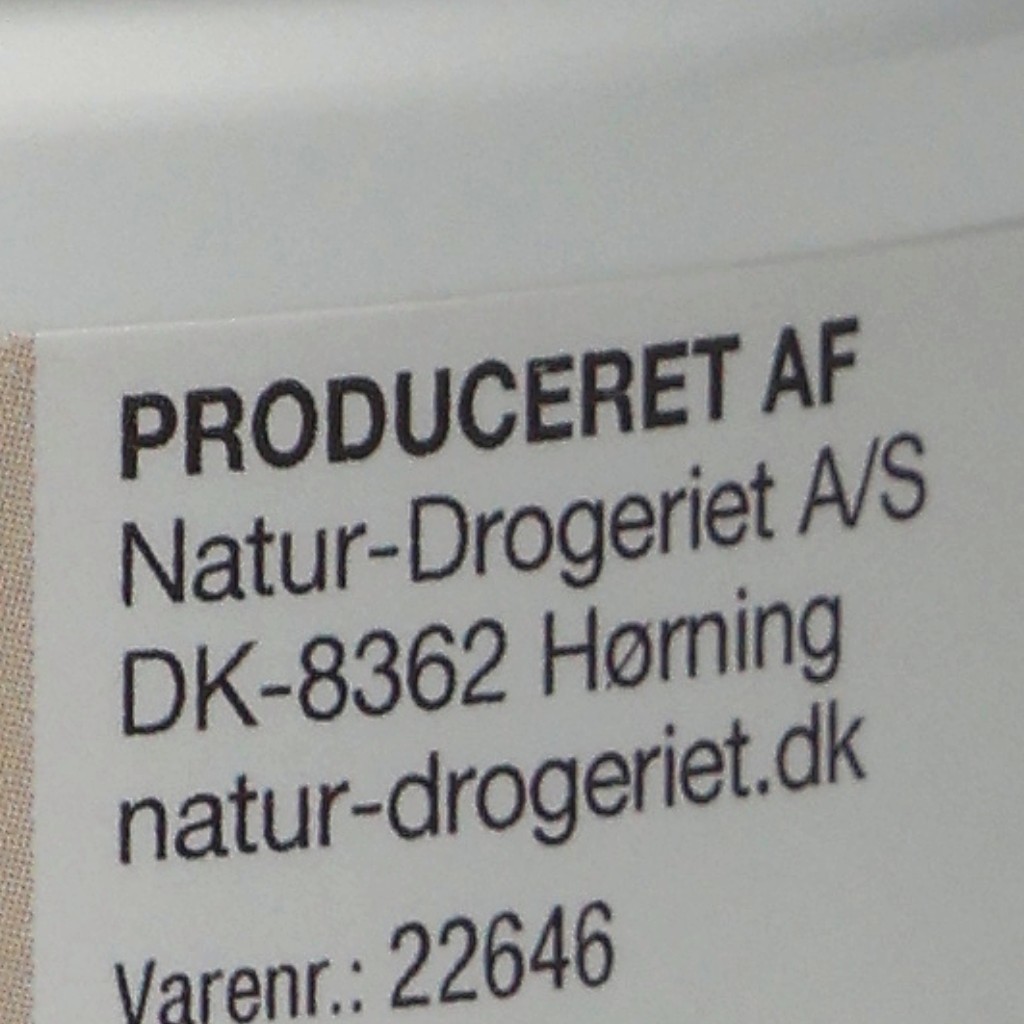 PRODUCERET AF
Natur-Drogeriet A/S
DK-8362 Hørning
natur-drogeriet.dk
Varenr.: 22646